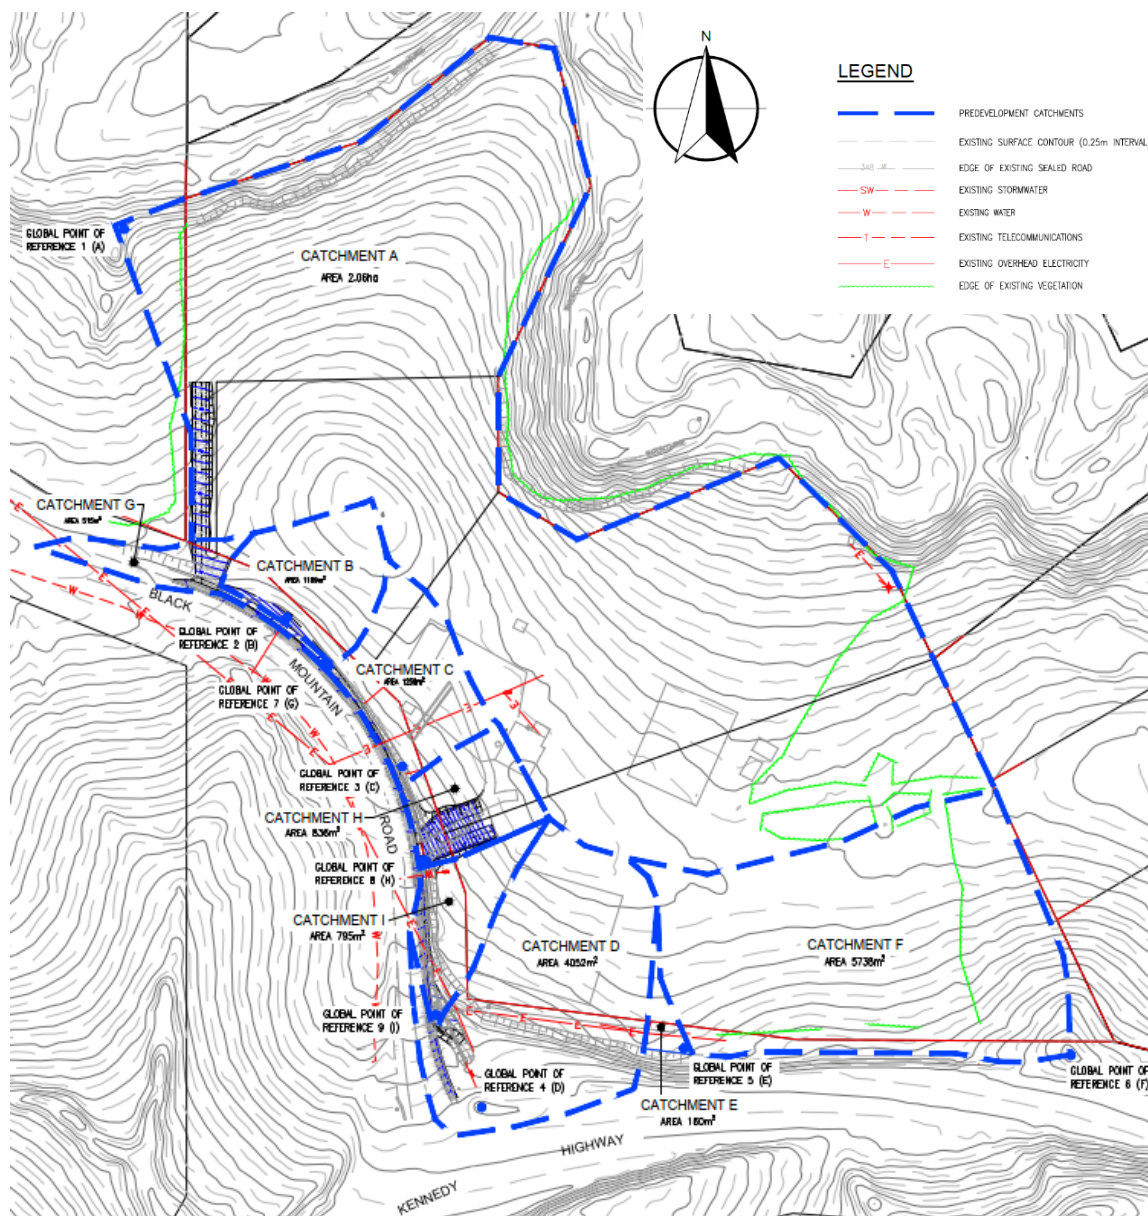 N
LEGEND
PREDEVELOPMENT CATCHMENTS
EXISTING SURFACE CONTOUR (0.25m INTERVAL
EDGE OF EXISTING SEALED ROAD
SW
EXISTING STORMWATER
W
EXISTING WATER
T
EXISTING TELECOMMUNICATIONS
E
EXISTING OVERHEAD ELECTRICITY
EDGE OF EXISTING VEGETATION
GLOBAL POINT OF
REFERENCE 1 (A)
CATCHMENT A
AREA 2.06ha
CATCHMENT G
AREA 515m²
CATCHMENT B
BLACK
GLOBAL POINT OF
REFERENCE 2 (B)
MOUNTAIN
CATCHMENT C
GLOBAL POINT OF
REFERENCE 7 (G)
GLOBAL POINT OF
REFERENCE 3 (C)
ROAD
CATCHMENT H
AREA 836m²
GLOBAL POINT OF
REFERENCE 8 (H)
CATCHMENT I
AREA 795m²
CATCHMENT D
AREA 4052m²
CATCHMENT F
AREA 5738m²
GLOBAL POINT OF
REFERENCE 9 (I)
GLOBAL POINT OF
REFERENCE 4 (D)
GLOBAL POINT OF
REFERENCE 5 (E)
GLOBAL POINT OF
REFERENCE 6 (F)
CATCHMENT E
AREA 160m²
HIGHWAY
KENNEDY